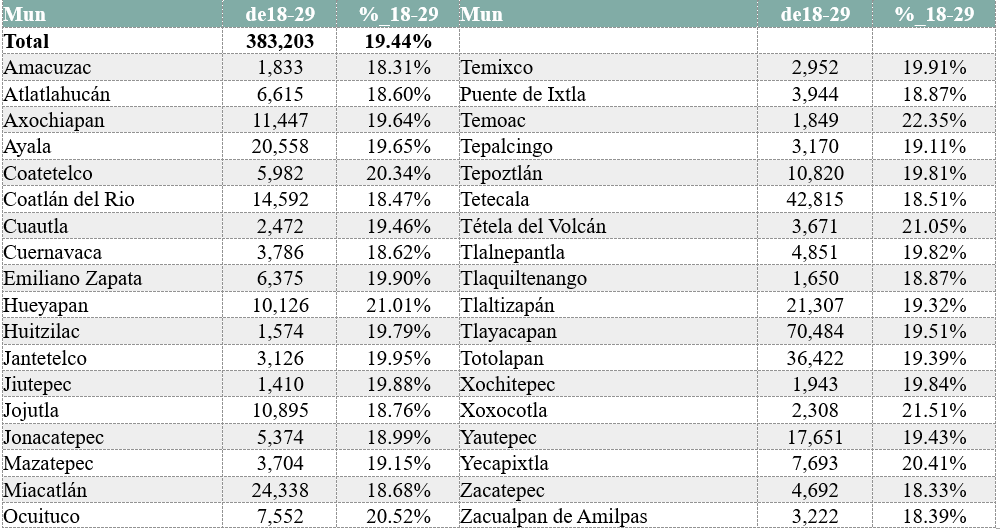 Mun de18-29 %_18-29 Mun de18-29 %_18-29
Total 383,203 19.44%
Amacuzac 1,833 18.31% Temixco 2,952 19.91%
Atlatlahucán 6,615 18.60% Puente de Ixtla 3,944 18.87%
Axochiapan 11,447 19.64% Temoac 1,849 22.35%
Ayala 20,558 19.65% Tepalcingo 3,170 19.11%
Coatetelco 5,982 20.34% Tepoztlán 10,820 19.81%
Coatlán del Rio 14,592 18.47% Tetecala 42,815 18.51%
Cuautla 2,472 19.46% Tétela del Volcán 3,671 21.05%
Cuernavaca 3,786 18.62% Tlalnepantla 4,851 19.82%
Emiliano Zapata 6,375 19.90% Tlaquiltenango 1,650 18.87%
Hueyapan 10,126 21.01% Tlaltizapán 21,307 19.32%
Huitzilac 1,574 19.79% Tlayacapan 70,484 19.51%
Jantetelco 3,126 19.95% Totolapan 36,422 19.39%
Jiutepec 1,410 19.88% Xochitepec 1,943 19.84%
Jojutla 10,895 18.76% Xoxocotla 2,308 21.51%
Jonacatepec 5,374 18.99% Yautepec 17,651 19.43%
Mazatepec 3,704 19.15% Yecapixtla 7,693 20.41%
Miacatlán 24,338 18.68% Zacatepec 4,692 18.33%
Ocuituco 7,552 20.52% Zacualpan de Amilpas 3,222 18.39%